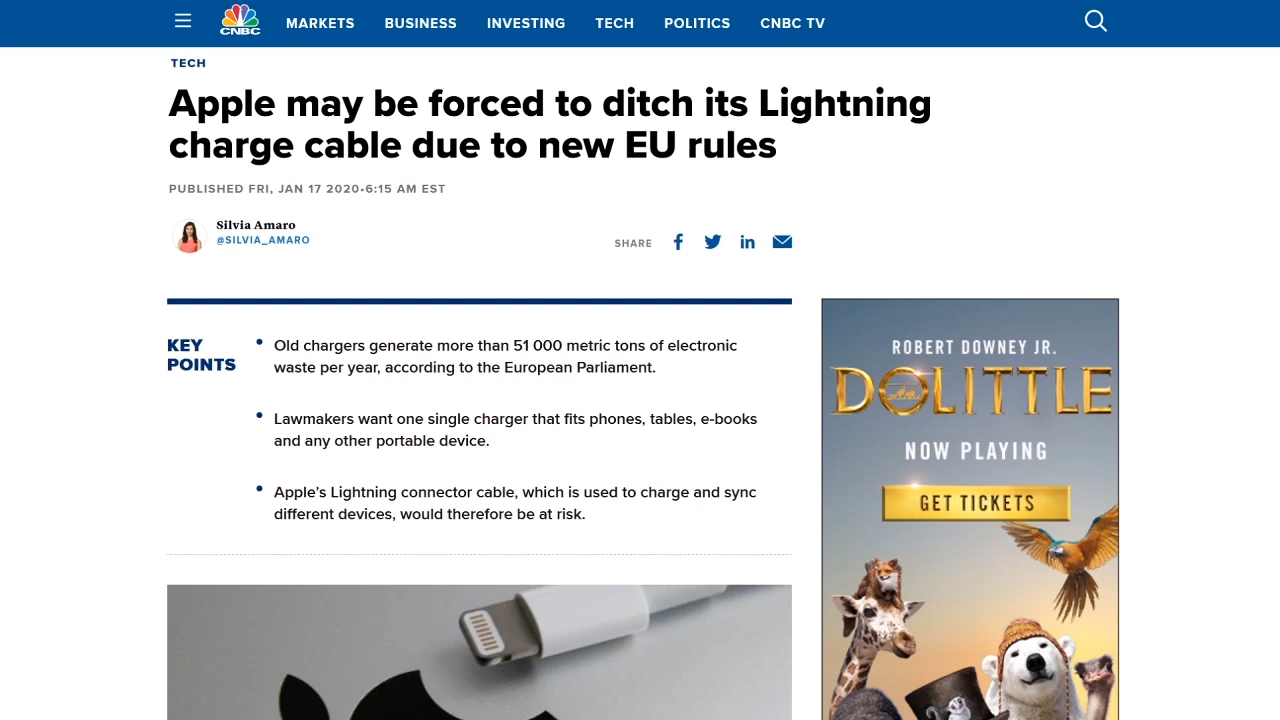 CNBC
MARKETS
BUSINESS
INVESTING
TECH
POLITICS
CNBC TV
TECH
Apple may be forced to ditch its Lightning
charge cable due to new EU rules
PUBLISHED FRI, JAN 17 2020•6:15 AM EST
Silvia Amaro
@SILVIA_AMARO
SHARE
KEY
POINTS
Old chargers generate more than 51 000 metric tons of electronic
waste per year, according to the European Parliament.
Lawmakers want one single charger that fits phones, tables, e-books
and any other portable device.
Apple’s Lightning connector cable, which is used to charge and sync
different devices, would therefore be at risk.
ROBERT DOWNEY JR.
DOLITTLE
NOW PLAYING
GET TICKETS